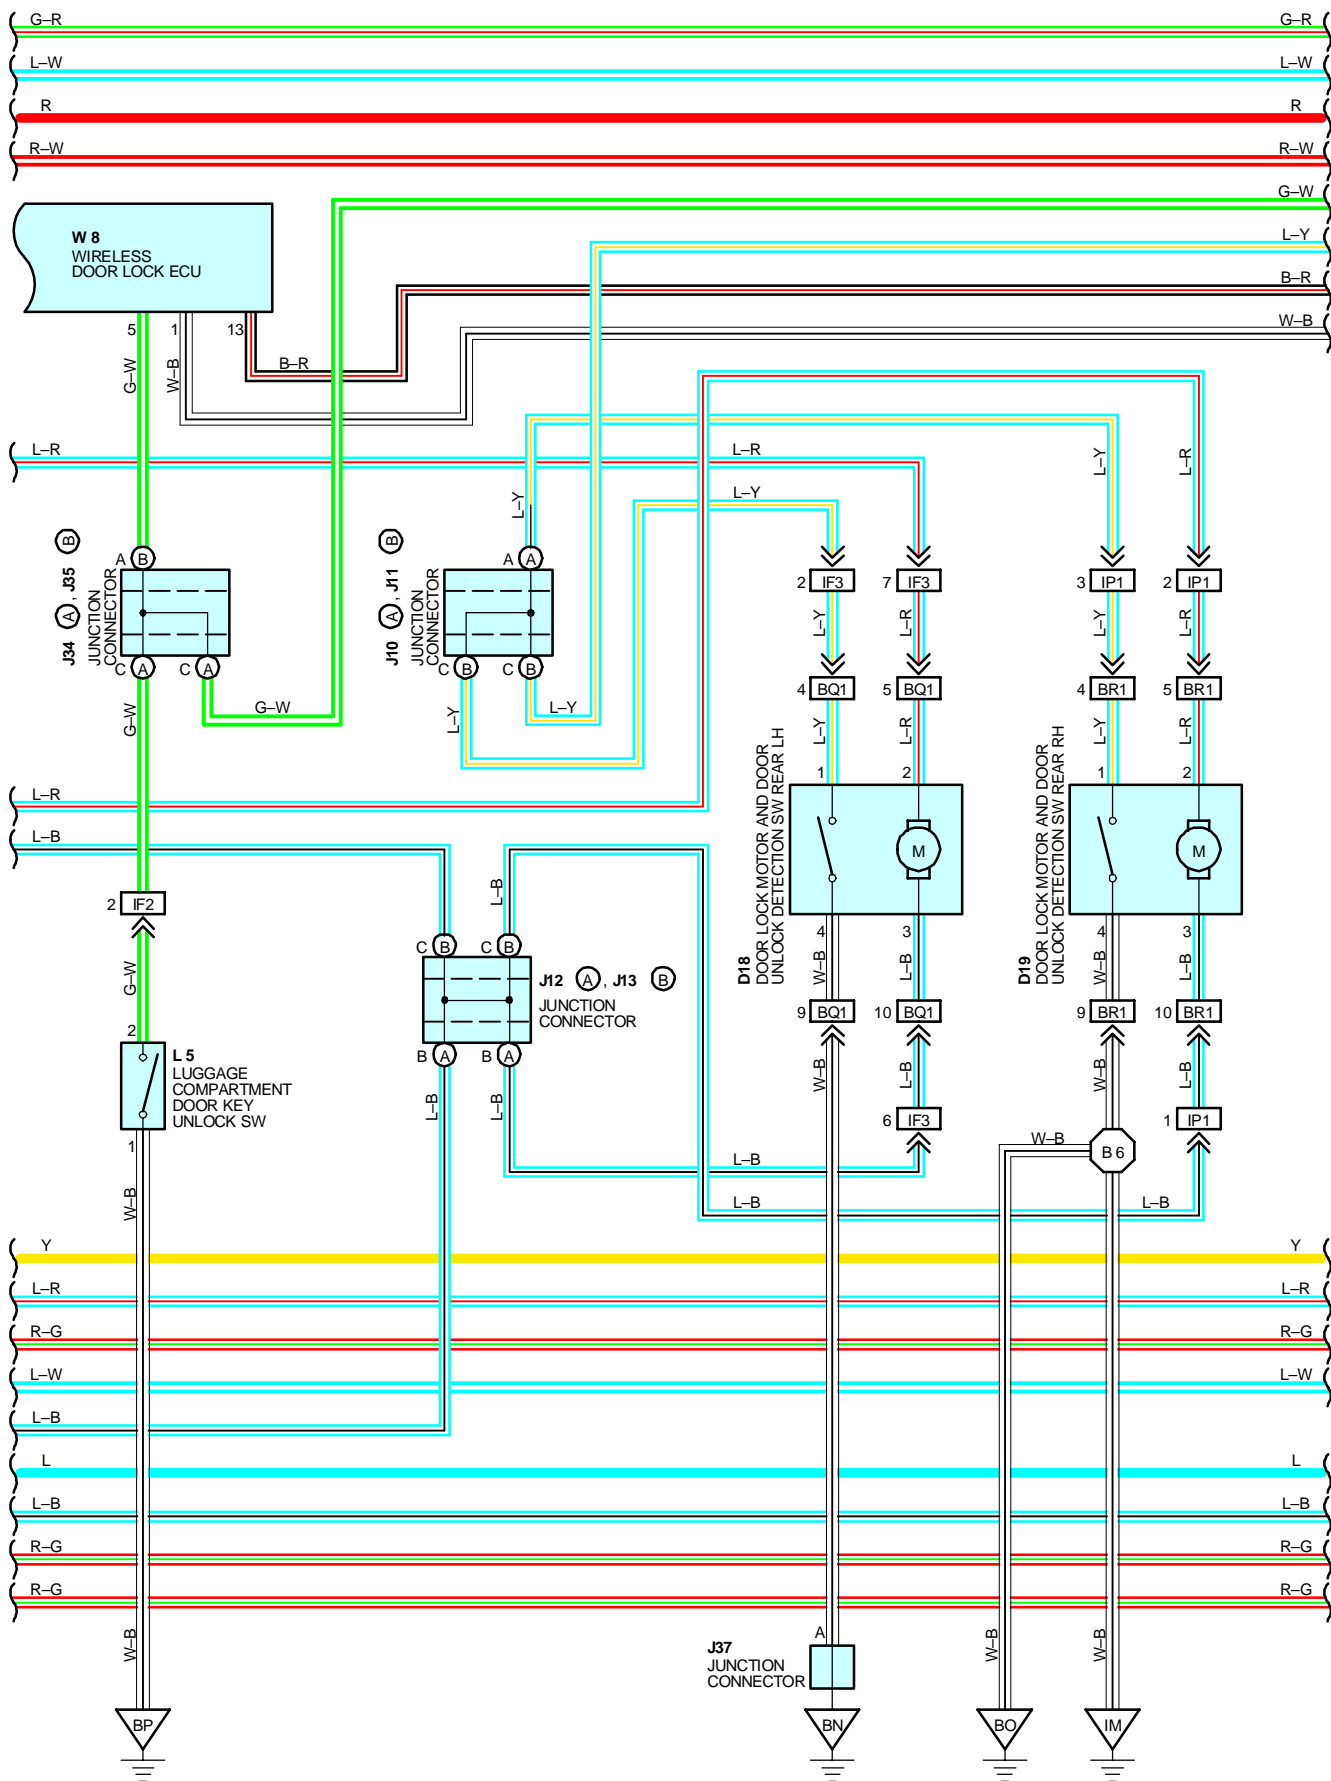 G–R G–R
L–W L–W
R R
R–W R–W
G–W
L–Y
B–R
W–B
W 8
WIRELESS
DOOR LOCK ECU
5 1 13
G–W
W–B
B–R
L–R L–R
L–Y
L–Y
L–Y
L–R
A B
A A
J34 A , J35 B
JUNCTION
CONNECTOR
J10 A , J11 B
JUNCTION
CONNECTOR
C A C A
C B C B
2 IF3 7 IF3 3 IP1 2 IP1
L–Y L–R L–Y L–R
4 BQ1 5 BQ1 4 BR1 5 BR1
G–W
G–W
L–Y
L–Y
L–Y L–R L–Y L–R
1 2 1 2
L–R
L–B
L–B
M M
D18
DOOR LOCK MOTOR AND DOOR
UNLOCK DETECTION SW REAR LH
D19
DOOR LOCK MOTOR AND DOOR
UNLOCK DETECTION SW REAR RH
2 IF2
4 3 4 3
C B C B
G–W
W–B L–B W–B L–B
J12 A , J13 B
JUNCTION
CONNECTOR
9 BQ1 10 BQ1 9 BR1 10 BR1
2
L 5
LUGGAGE
COMPARTMENT
DOOR KEY
UNLOCK SW
1
B A B A
L–B L–B
W–B L–B W–B L–B
6 IF3 1 IP1
W–B
B 6
L–B
L–B L–B
W–B
Y Y
L–R L–R
R–G R–G
L–W L–W
L–B
L L
L–B L–B
R–G R–G
R–G R–G
W–B
J37
JUNCTION
CONNECTOR
A
W–B W–B
BP BN BO IM